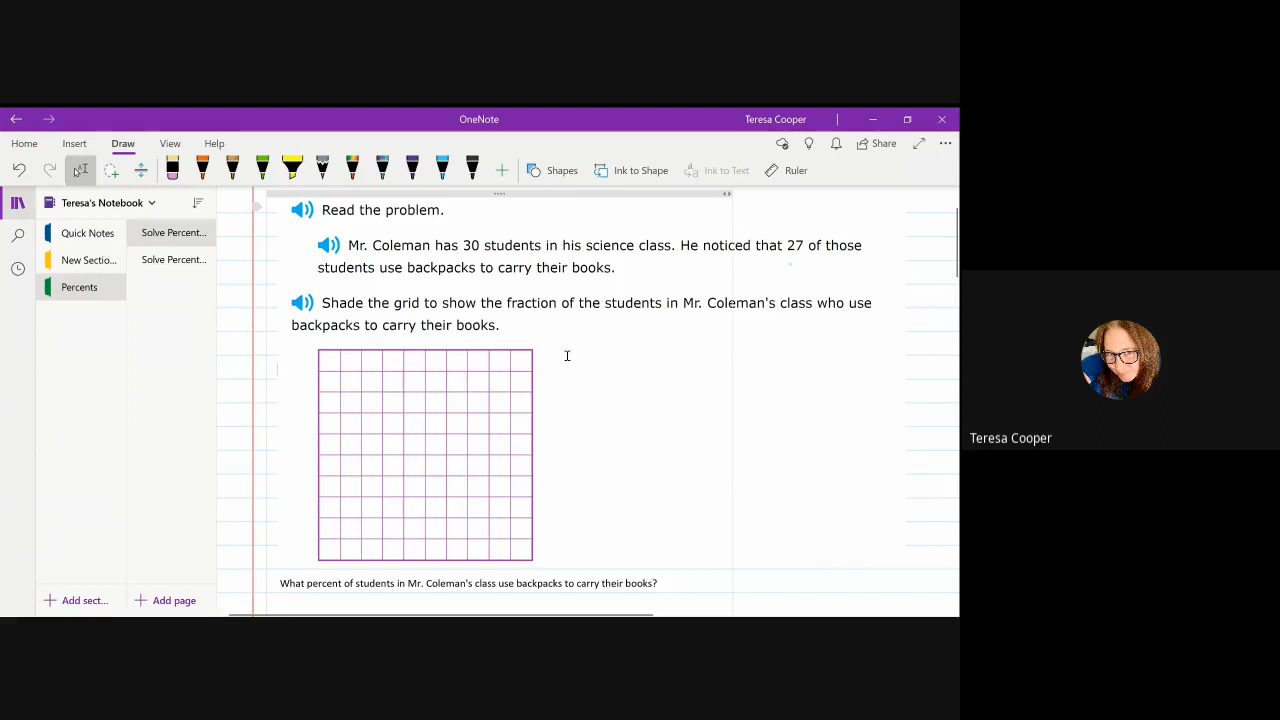 OneNote
Teresa Cooper
Home Insert Draw View Help
Share
Shapes Ink to Shape Ink to Text Ruler
Teresa's Notebook
Quick Notes
New Sectio...
Percents
Solve Percent...
Solve Percent...
Read the problem.
Mr. Coleman has 30 students in his science class. He noticed that 27 of those
students use backpacks to carry their books.
Shade the grid to show the fraction of the students in Mr. Coleman's class who use
backpacks to carry their books.
What percent of students in Mr. Coleman's class use backpacks to carry their books?
Add sect...
Add page
Teresa Cooper